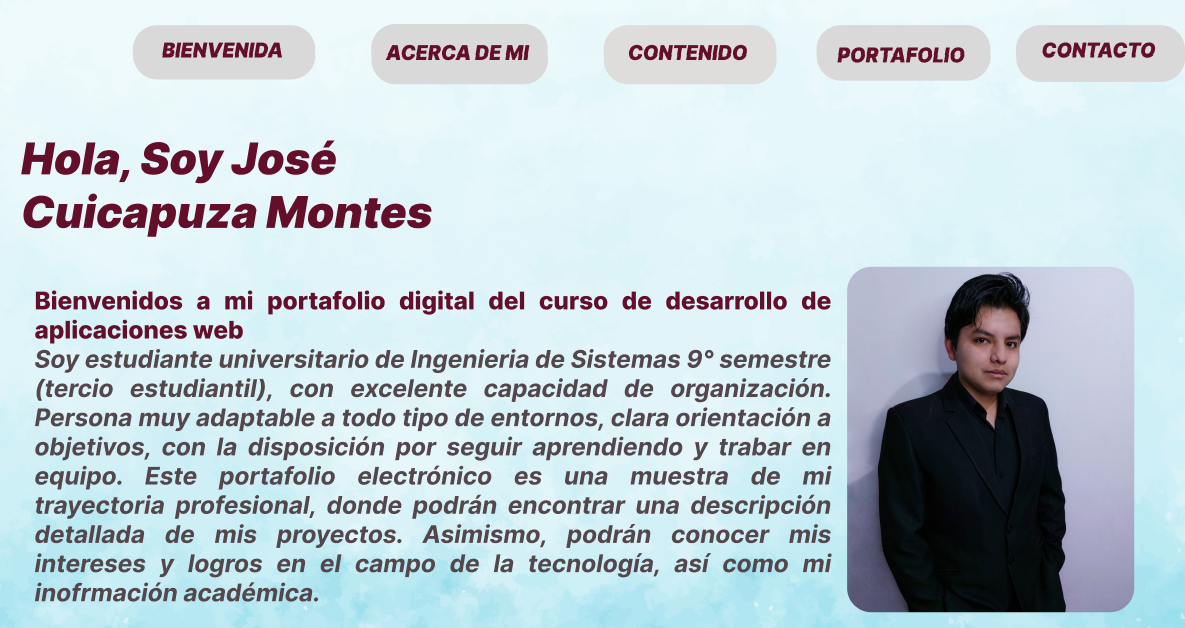 BIENVENIDA
ACERCA DE MI
CONTENIDO
PORTAFOLIO
CONTACTO
Hola, Soy José
Cuicapuza Montes
Bienvenidos a mi portafolio digital del curso de desarrollo de
aplicaciones web
Soy estudiante universitario de Ingenieria de Sistemas 9° semestre
(tercio estudiantil), con excelente capacidad de organización.
Persona muy adaptable a todo tipo de entornos, clara orientación a
objetivos, con la disposición por seguir aprendiendo y trabar en
equipo. Este portafolio electrónico es una muestra de mi
trayectoria profesional, donde podrán encontrar una descripción
detallada de mis proyectos. Asimismo, podrán conocer mis
intereses y logros en el campo de la tecnología, así como mi
inofrmación académica.